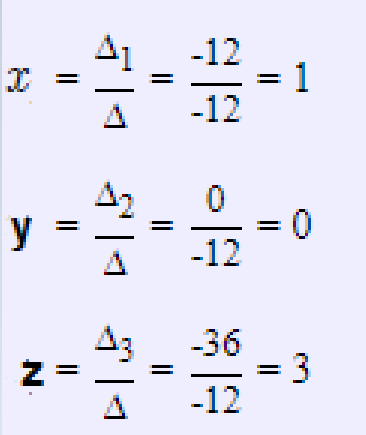 x = Δ₁/Δ = -12/-12 = 1
y = Δ₂/Δ = 0/-12 = 0
z = Δ₃/Δ = -36/-12 = 3